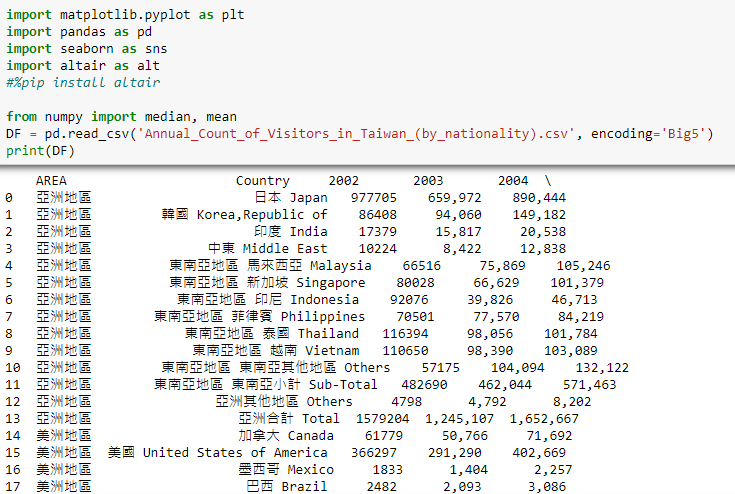 import matplotlib.pyplot as plt
import pandas as pd
import seaborn as sns
import altair as alt
#%pip install altair
from numpy import median, mean
DF = pd.read_csv('Annual_Count_of_Visitors_in_Taiwan_(by_nationality).csv', encoding='Big5')
print(DF)
AREA Country 2002 2003 2004 \
0 亞洲地區 日本 Japan 977705 659,972 890,444
1 亞洲地區 韓國 Korea,Republic of 86408 94,060 149,182
2 亞洲地區 印度 India 17379 15,817 20,538
3 亞洲地區 中東 Middle East 10224 8,422 12,838
4 亞洲地區 東南亞地區 馬來西亞 Malaysia 66516 75,869 105,246
5 亞洲地區 東南亞地區 新加坡 Singapore 80028 66,629 101,379
6 亞洲地區 東南亞地區 印尼 Indonesia 92076 39,826 46,713
7 亞洲地區 東南亞地區 菲律賓 Philippines 70501 77,570 84,219
8 亞洲地區 東南亞地區 泰國 Thailand 116394 98,056 101,784
9 亞洲地區 東南亞地區 越南 Vietnam 110650 98,390 103,089
10 亞洲地區 東南亞地區 東南亞其他地區 Others 57175 104,094 132,122
11 亞洲地區 東南亞地區 東南亞小計 Sub-Total 482690 462,044 571,463
12 亞洲地區 亞洲其他地區 Others 4798 4,792 8,202
13 亞洲地區 亞洲合計 Total 1579204 1,245,107 1,652,667
14 美洲地區 加拿大 Canada 61779 50,766 71,692
15 美洲地區 美國 United States of America 366297 291,290 402,669
16 美洲地區 墨西哥 Mexico 1833 1,404 2,257
17 美洲地區 巴西 Brazil 2482 2,093 3,086